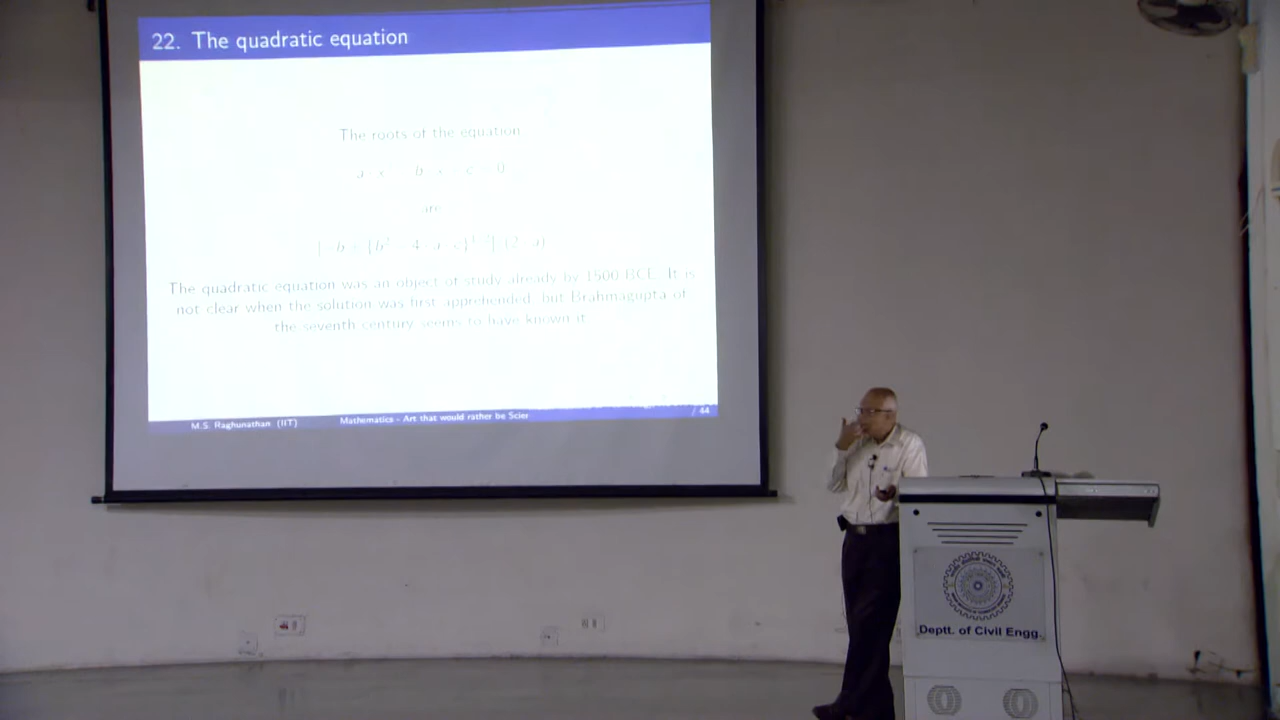 22. The quadratic equation
The roots of the equation
are
The quadratic equation was an object of study already by 1500 BCE. It is
not clear when the solution was first apprehended, but Brahmagupta of
the seventh century seems to have known it
M.S. Raghunathan (IIT) Mathematics - Art that would rather be Scier / 44
Deptt. of Civil Engg.